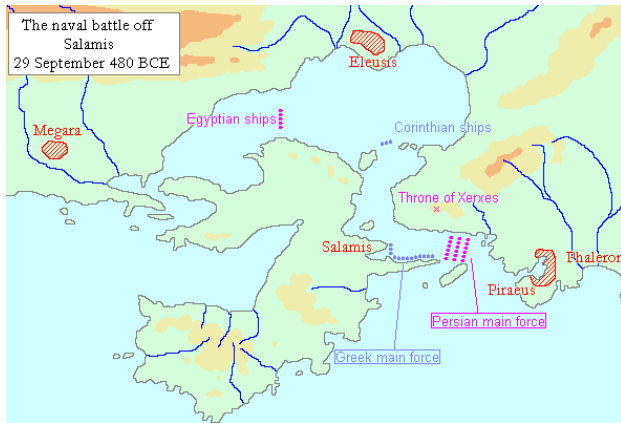 The naval battle off
Salamis
29 September 480 BCE
Eleusis
Egyptian ships
Corinthian ships
Megara
Throne of Xerxes
Salamis
Phaleron
Piraeus
Persian main force
Greek main force